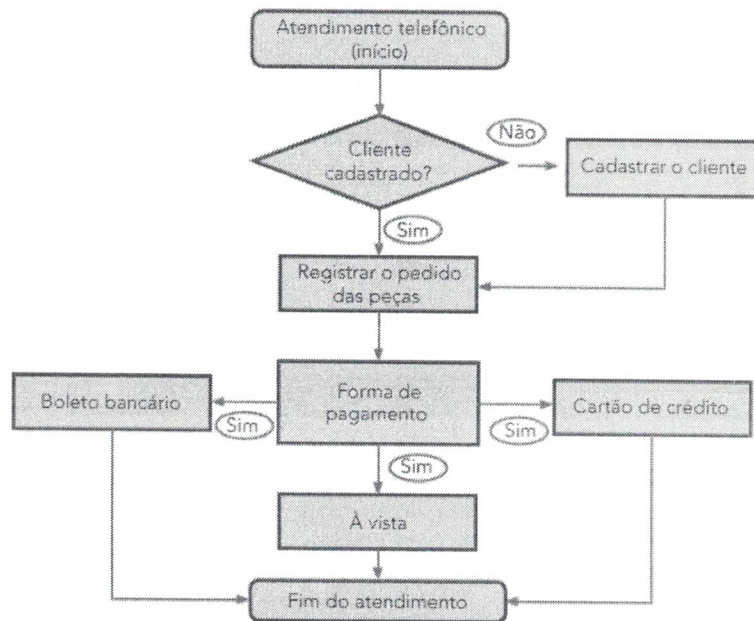 Atendimento telefônico
(início)
Não
Cliente
cadastrado?
Cadastrar o cliente
Sim
Registrar o pedido
das peças
Boleto bancário
Sim
Forma de
pagamento
Sim
Cartão de crédito
Sim
À vista
Fim do atendimento